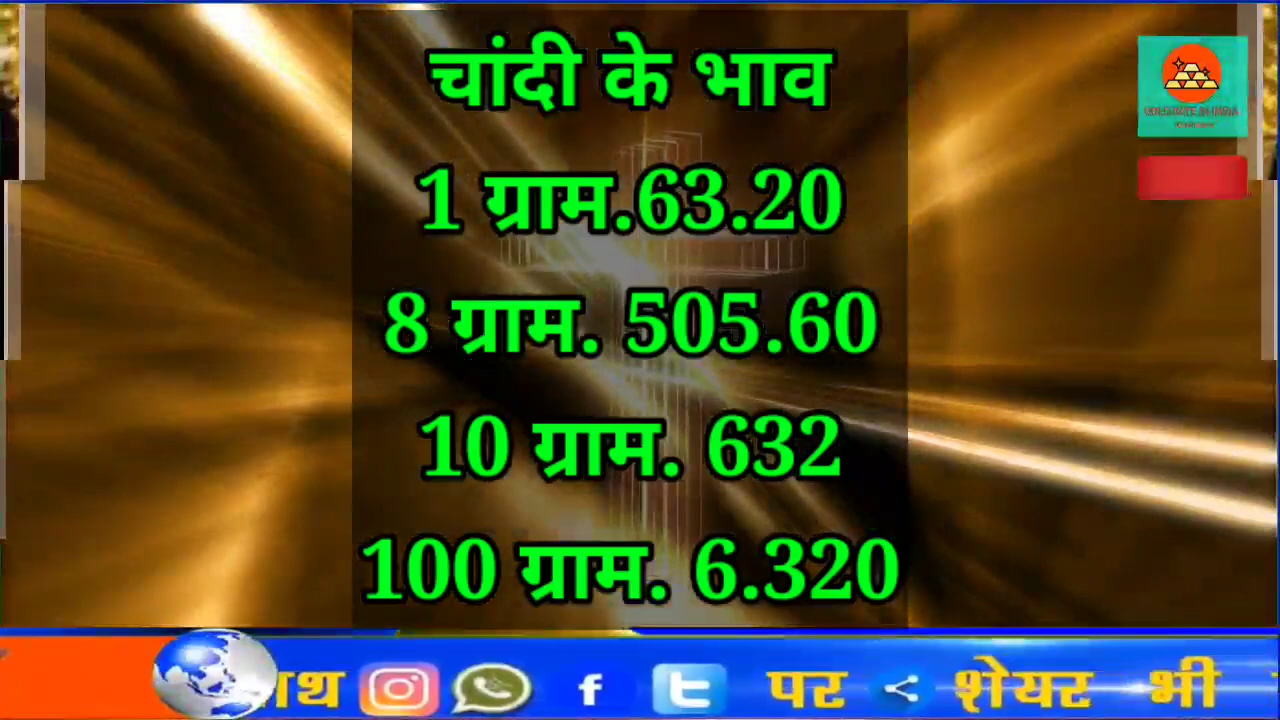 चांदी के भाव
1 ग्राम.63.20
8 ग्राम. 505.60
10 ग्राम. 632
100 ग्राम. 6.320
पर शेयर भी